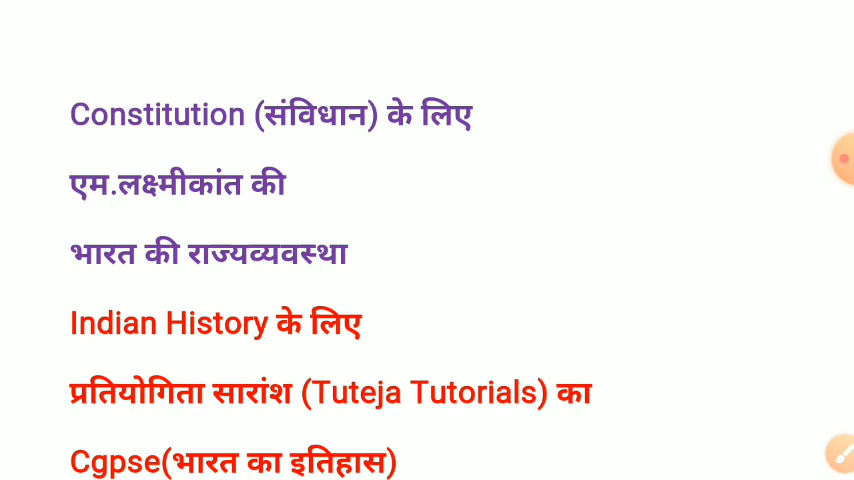 Constitution (संविधान) के लिए
एम.लक्ष्मीकांत की
भारत की राज्यव्यवस्था
Indian History के लिए
प्रतियोगिता सारांश (Tuteja Tutorials) का
Cgpse(भारत का इतिहास)